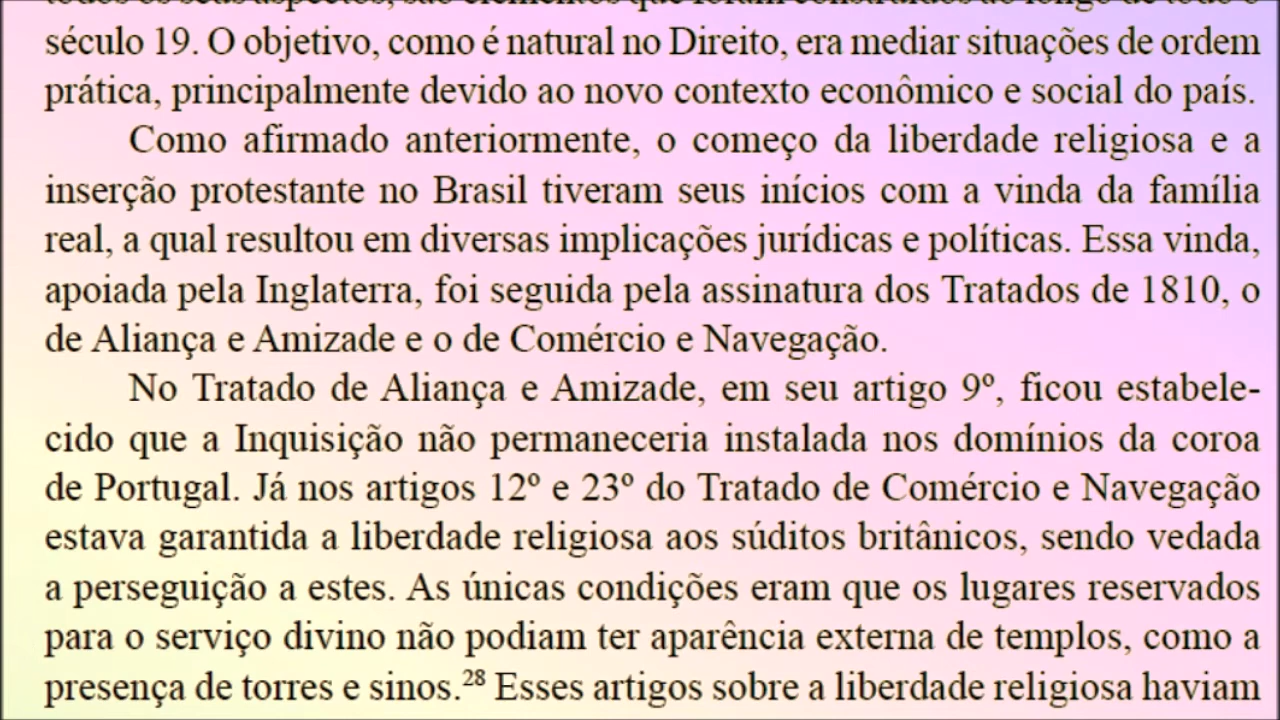 século 19. O objetivo, como é natural no Direito, era mediar situações de ordem
prática, principalmente devido ao novo contexto econômico e social do país.
Como afirmado anteriormente, o começo da liberdade religiosa e a
inserção protestante no Brasil tiveram seus inícios com a vinda da família
real, a qual resultou em diversas implicações jurídicas e políticas. Essa vinda,
apoiada pela Inglaterra, foi seguida pela assinatura dos Tratados de 1810, o
de Aliança e Amizade e o de Comércio e Navegação.
No Tratado de Aliança e Amizade, em seu artigo 9º, ficou estabele-
cido que a Inquisição não permaneceria instalada nos domínios da coroa
de Portugal. Já nos artigos 12º e 23º do Tratado de Comércio e Navegação
estava garantida a liberdade religiosa aos súditos britânicos, sendo vedada
a perseguição a estes. As únicas condições eram que os lugares reservados
para o serviço divino não podiam ter aparência externa de templos, como a
presença de torres e sinos.²⁸ Esses artigos sobre a liberdade religiosa haviam